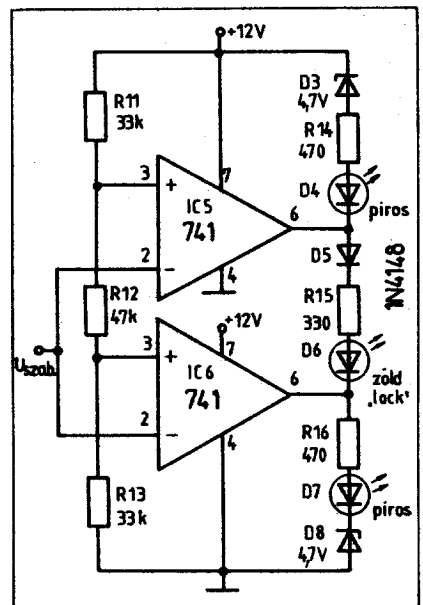 +12V
R11
33k
D3
4,7V
R14
470
D4
piros
3
+
7
IC5
741
6
2
-
4
D5
1N4148
R12
47k
+12V
R15
330
Uszab.
3
+
7
IC6
741
6
D6
zöld
„lock"
2
-
4
R16
470
R13
33k
D7
piros
D8
4,7V